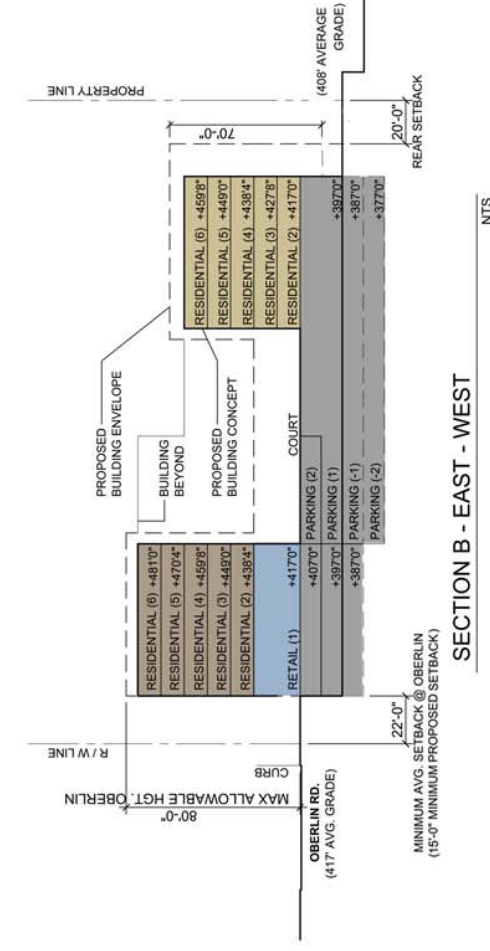 PROPOSED
BUILDING ENVELOPE
BUILDING
BEYOND
PROPOSED
BUILDING CONCEPT
COURT
R / W LINE
CURB
MAX ALLOWABLE HGT. OBERLIN
80'-0"
OBERLIN RD.
(417' AVG. GRADE)
22'-0"
MINIMUM AVG. SETBACK @ OBERLIN
(15'-0" MINIMUM PROPOSED SETBACK)
RESIDENTIAL (6) +481'0"
RESIDENTIAL (5) +470'4"
RESIDENTIAL (4) +459'8"
RESIDENTIAL (3) +449'0"
RESIDENTIAL (2) +438'4"
RETAIL (1) +417'0"
+407'0" PARKING (2)
+397'0" PARKING (1)
+387'0" PARKING (-1)
PARKING (-2)
RESIDENTIAL (6) +459'8"
RESIDENTIAL (5) +449'0"
RESIDENTIAL (4) +438'4"
RESIDENTIAL (3) +427'8"
RESIDENTIAL (2) +417'0"
+397'0"
+387'0"
+377'0"
70'-0"
PROPERTY LINE
(408' AVERAGE
GRADE)
20'-0"
REAR SETBACK
SECTION B - EAST - WEST
NTS